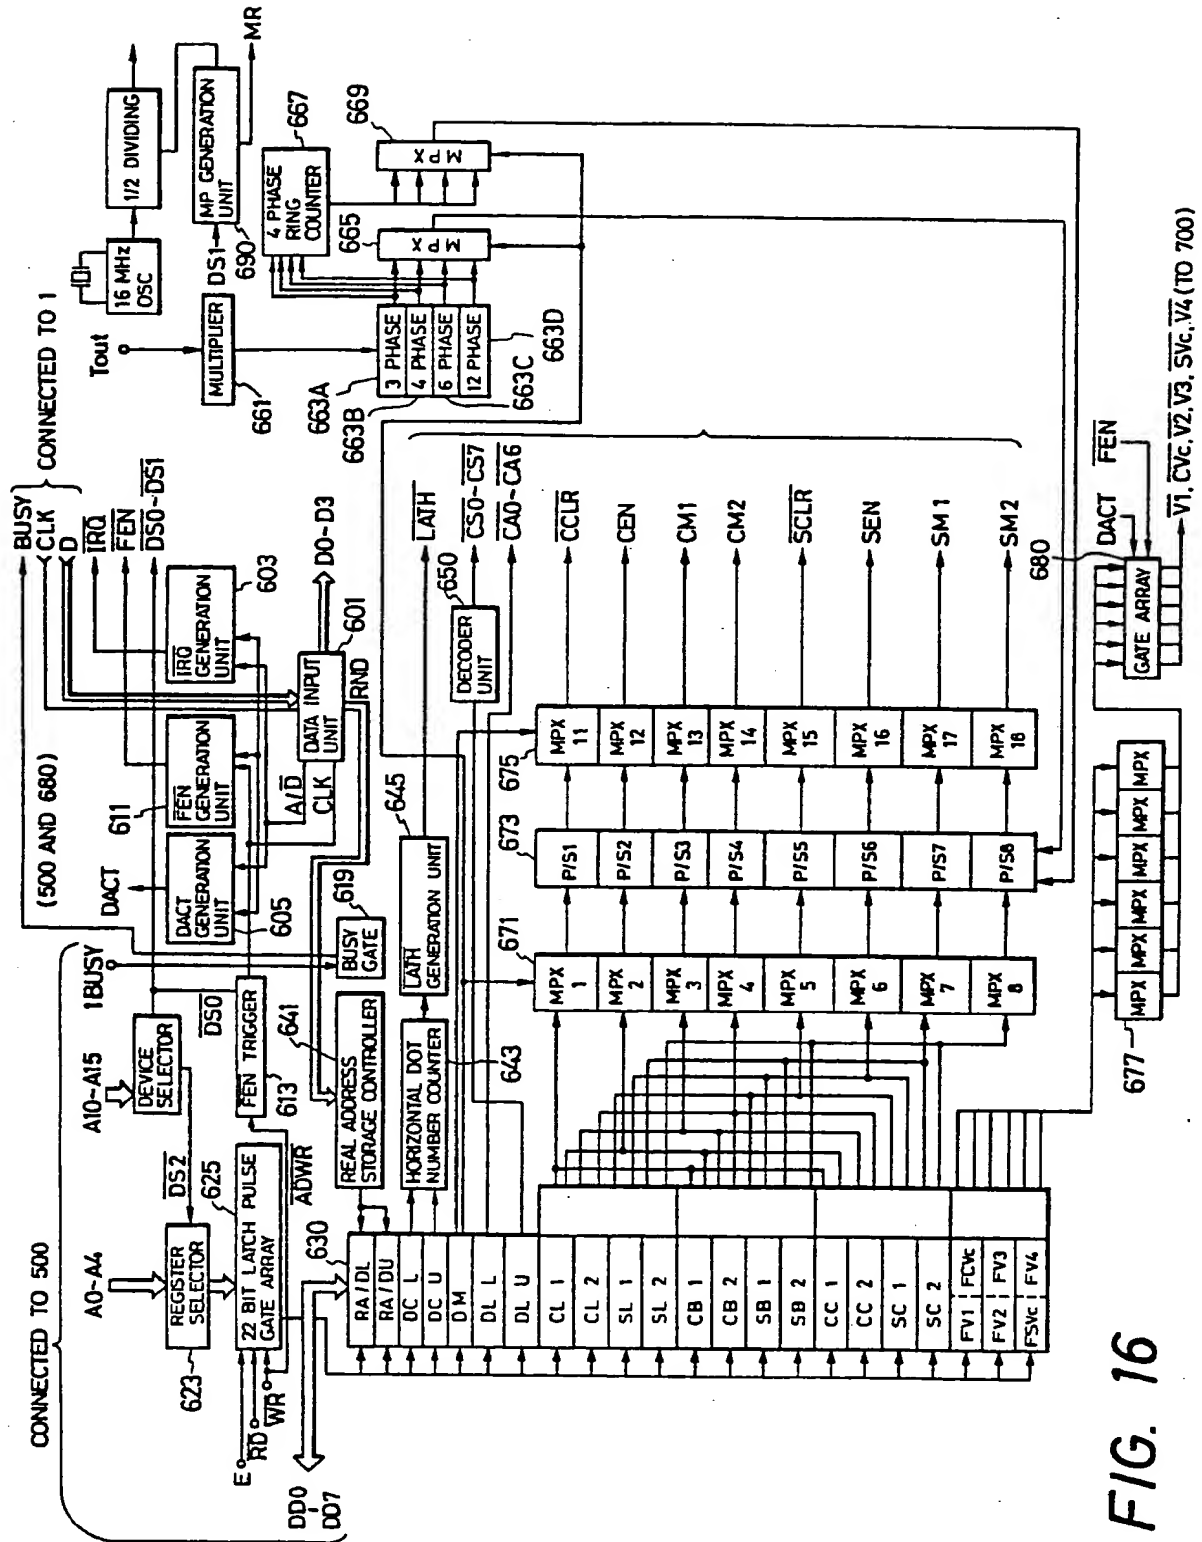 CONNECTED TO 500
(500 AND 680)
CONNECTED TO 1
BUSY
CLK
D
IRQ
FEN
DS0~DS1
A0~A4
A10~A15
1BUSY
DACT
Tout
16 MHz
OSC
1/2 DIVIDING
MP GENERATION
UNIT
MR
DS1
690
DS2
DEVICE
SELECTOR
REGISTER
SELECTOR
623
625
22 BIT LATCH PULSE
GATE ARRAY
E
RD
WR
ADWR
DS0
FEN TRIGGER
613
DACT
GENERATION
UNIT
605
FEN
GENERATION
UNIT
611
IRQ
GENERATION
UNIT
603
A/D
CLK
DATA INPUT
UNIT
601
RND
D0~D3
MULTIPLIER
661
663A
3 PHASE
4 PHASE
6 PHASE
12 PHASE
663B
663C
663D
4 PHASE
RING
COUNTER
667
665
MPX
669
MPX
BUSY
GATE
619
641
REAL ADDRESS
STORAGE CONTROLLER
HORIZONTAL DOT
NUMBER COUNTER
643
LATH
GENERATION UNIT
645
LATH
DECODER
UNIT
650
CS0~CS7
CA0~CA6
DD0
~
DD7
630
RA/DL
RA/DU
DC L
DC U
DM
DL L
DL U
CL 1
CL 2
SL 1
SL 2
CB 1
CB 2
SB 1
SB 2
CC 1
CC 2
SC 1
SC 2
FV1 FCVc
FV2 FV3
FSVc FV4
671
MPX 1
MPX 2
MPX 3
MPX 4
MPX 5
MPX 6
MPX 7
MPX 8
673
P/S1
P/S2
P/S3
P/S4
P/S5
P/S6
P/S7
P/S8
675
MPX 11
MPX 12
MPX 13
MPX 14
MPX 15
MPX 16
MPX 17
MPX 18
CCLR
CEN
CM1
CM2
SCLR
SEN
SM1
SM2
677
MPX MPX MPX MPX MPX MPX
680
DACT
FEN
GATE ARRAY
V1, CVc, V2, V3, SVc, V4 (TO 700)
FIG. 16